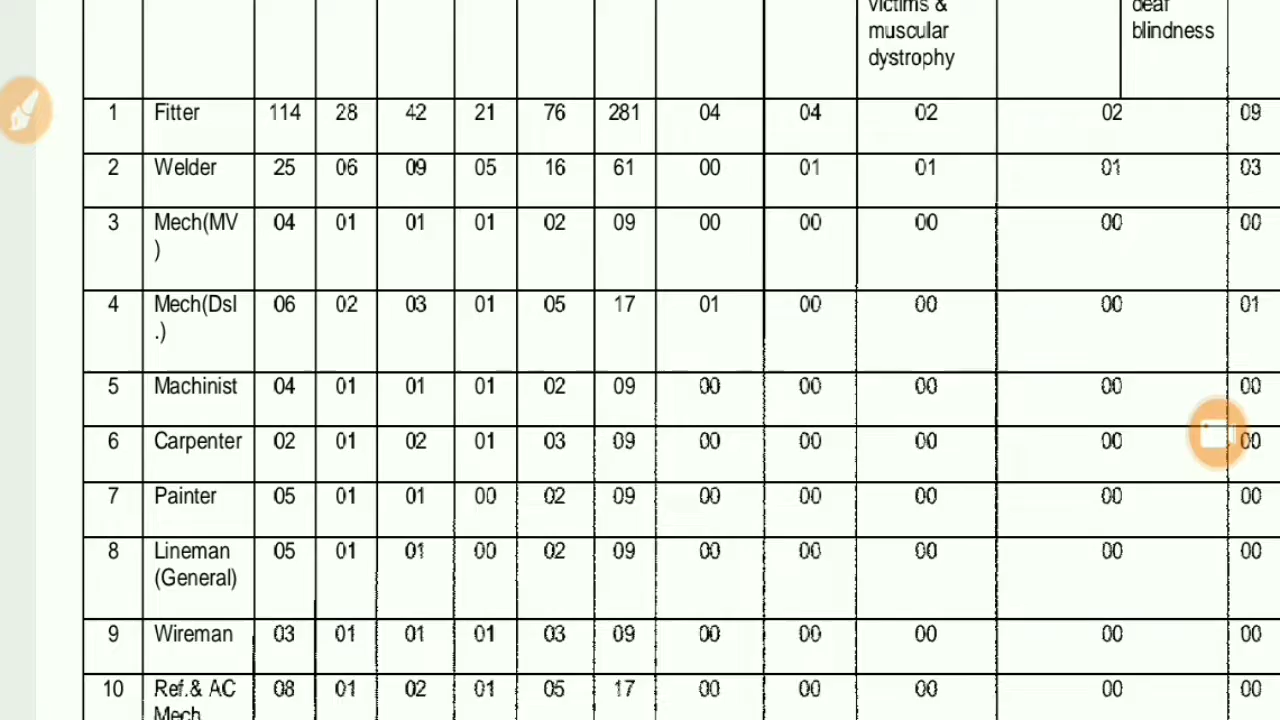 victims &
muscular
dystrophy
deaf
blindness
1 Fitter 114 28 42 21 76 281 04 04 02 02 09
2 Welder 25 06 09 05 16 61 00 01 01 01 03
3 Mech(MV 04 01 01 01 02 09 00 00 00 00 00
)
4 Mech(Dsl 06 02 03 01 05 17 01 00 00 00 01
.)
5 Machinist 04 01 01 01 02 09 00 00 00 00 00
6 Carpenter 02 01 02 01 03 09 00 00 00 00 00
7 Painter 05 01 01 00 02 09 00 00 00 00 00
8 Lineman 05 01 01 00 02 09 00 00 00 00 00
(General)
9 Wireman 03 01 01 01 03 09 00 00 00 00 00
10 Ref.& AC 08 01 02 01 05 17 00 00 00 00 00
Mech